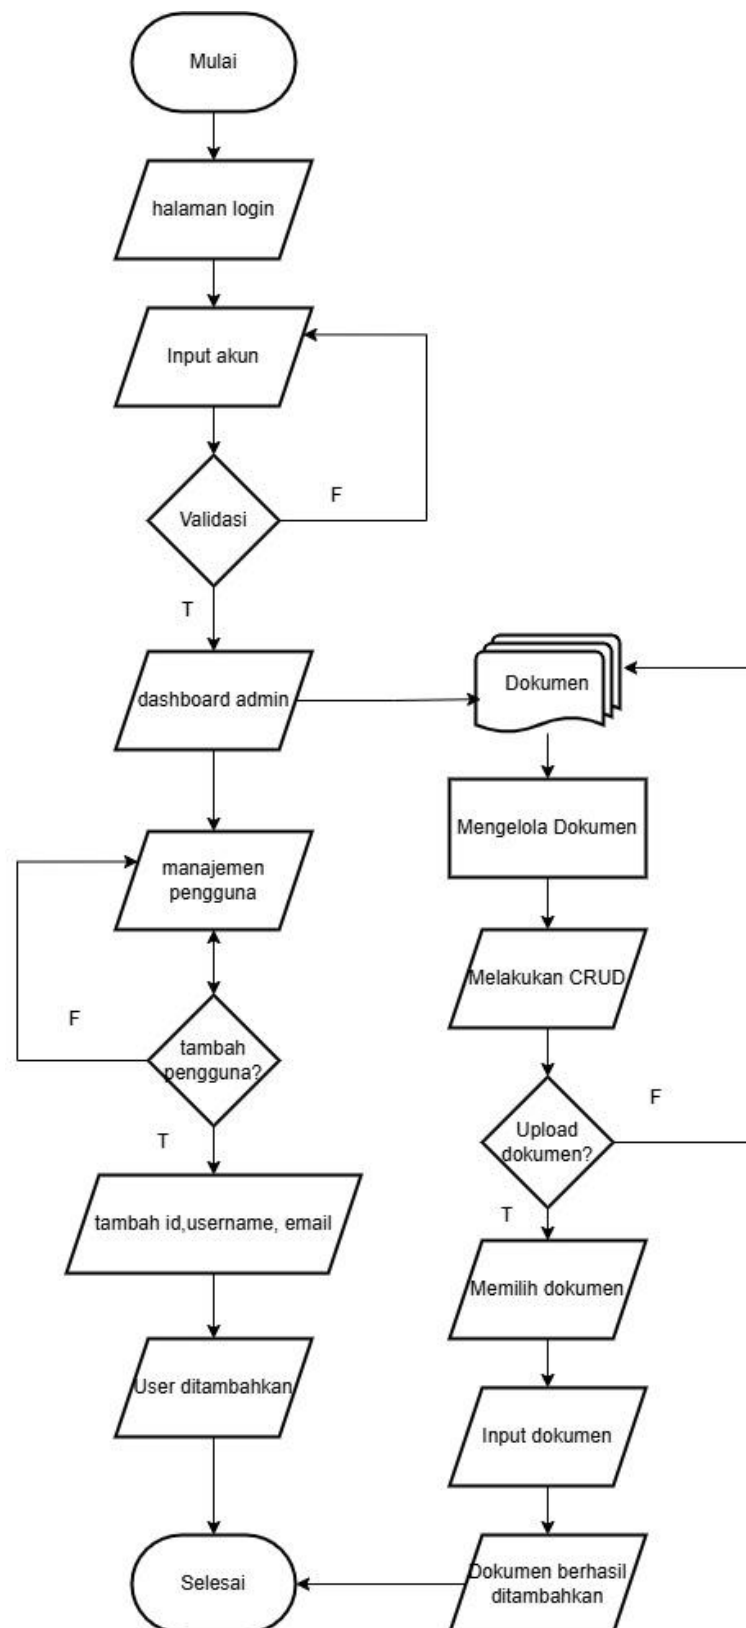 Mulai
halaman login
Input akun
Validasi
F
T
dashboard admin
manajemen
pengguna
F
tambah
pengguna?
T
tambah id,username, email
User ditambahkan
Selesai
Dokumen
Mengelola Dokumen
Melakukan CRUD
F
Upload
dokumen?
T
Memilih dokumen
Input dokumen
Dokumen berhasil
ditambahkan